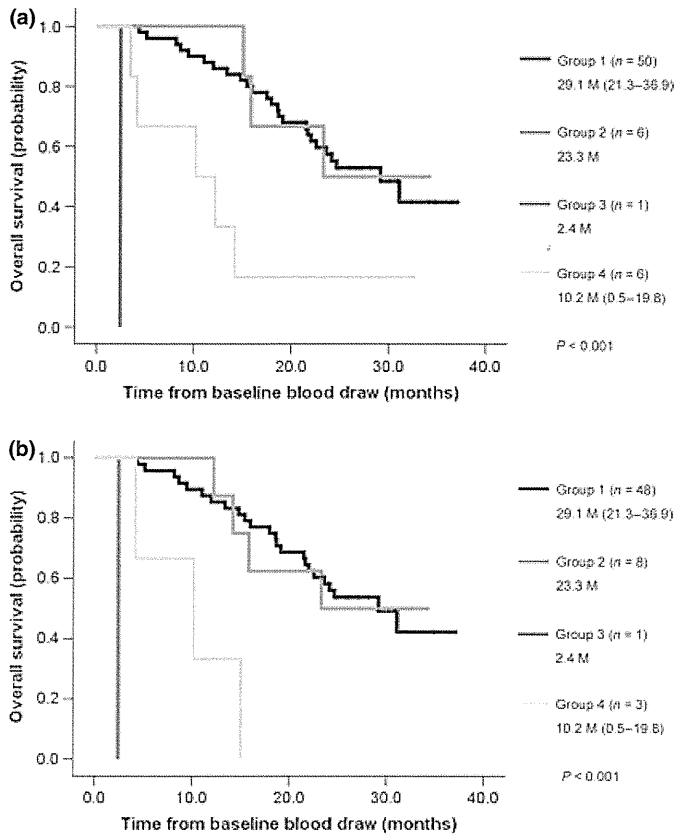 (a)
Overall survival (probability)
1.0
0.8
0.6
0.4
0.2
0.0
0.0 10.0 20.0 30.0 40.0
Time from baseline blood draw (months)
Group 1 (n = 50)
29.1 M (21.3–36.9)
Group 2 (n = 6)
23.3 M
Group 3 (n = 1)
2.4 M
Group 4 (n = 6)
10.2 M (0.5–19.8)
P < 0.001
(b)
Overall survival (probability)
1.0
0.8
0.6
0.4
0.2
0.0
0.0 10.0 20.0 30.0 40.0
Time from baseline blood draw (months)
Group 1 (n = 48)
29.1 M (21.3–36.9)
Group 2 (n = 8)
23.3 M
Group 3 (n = 1)
2.4 M
Group 4 (n = 3)
10.2 M (0.5–19.8)
P < 0.001